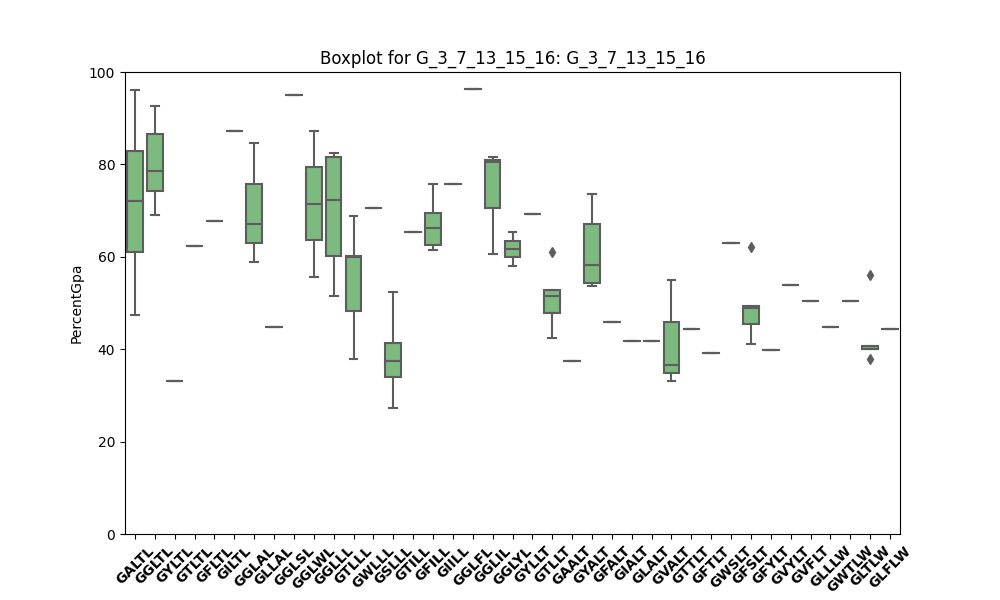 Boxplot for G_3_7_13_15_16: G_3_7_13_15_16
PercentGpa
100
80
60
40
20
0
GALTL
GGLTL
GYLTL
GTLTL
GFLTL
GILTL
GGLAL
GLLAL
GGLSL
GGLWL
GGLLL
GTLLL
GWLLL
GSLLL
GTILL
GFILL
GIILL
GGLFL
GGLIL
GGLYL
GYLLT
GTLLT
GAALT
GYALT
GFALT
GIALT
GLALT
GVALT
GTTLT
GFTLT
GWSLT
GFSLT
GFYLT
GVYLT
GVFLT
GLLLW
GWTLW
GLTLW
GLFLW